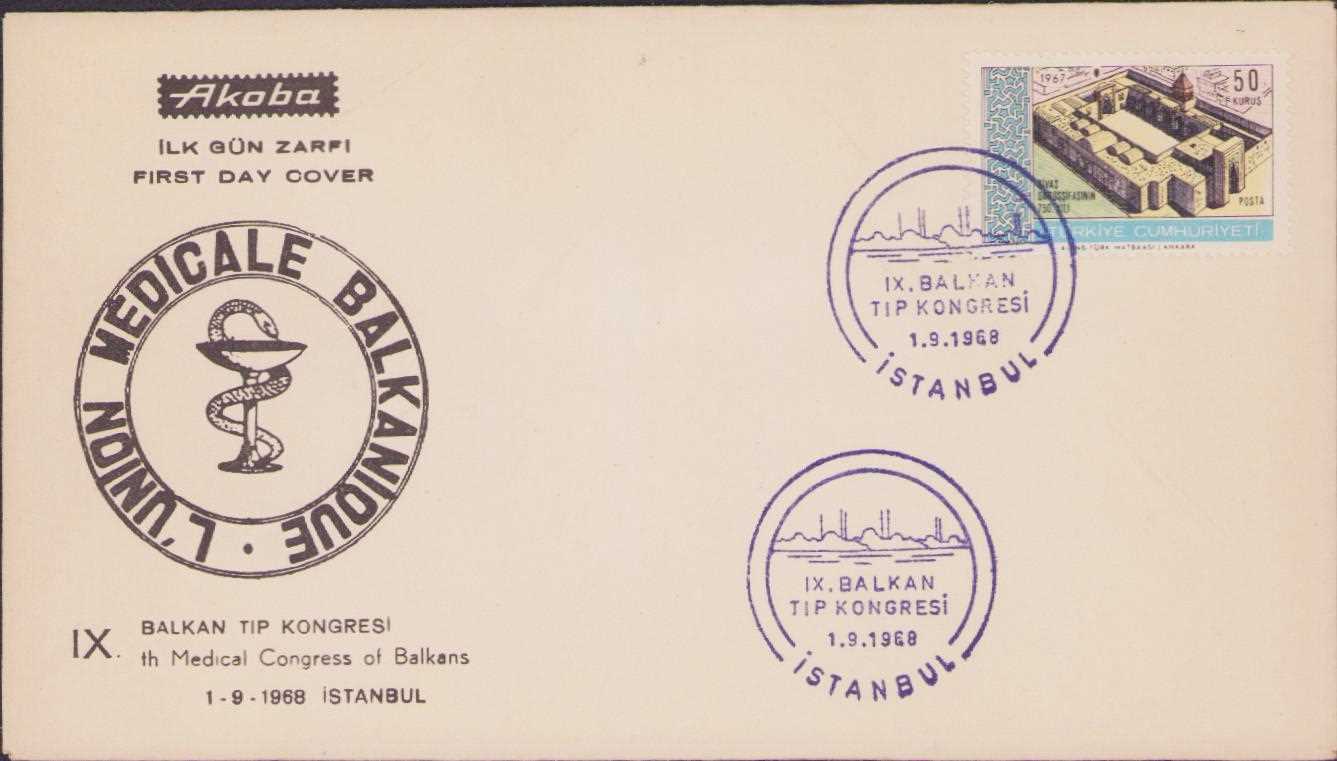 Akoba
İLK GÜN ZARFI
FIRST DAY COVER
L'UNION MÉDICALE BALKANIQUE ·
IX. BALKAN TIP KONGRESİ
th Medical Congress of Balkans
1-9-1968 İSTANBUL
1967
50
KURUŞ
POSTA
TÜRKİYE CUMHURİYETİ
MATBAASI ANKARA
IX. BALKAN
TIP KONGRESİ
1.9.1968
İSTANBUL
IX. BALKAN
TIP KONGRESİ
1.9.1968
İSTANBUL